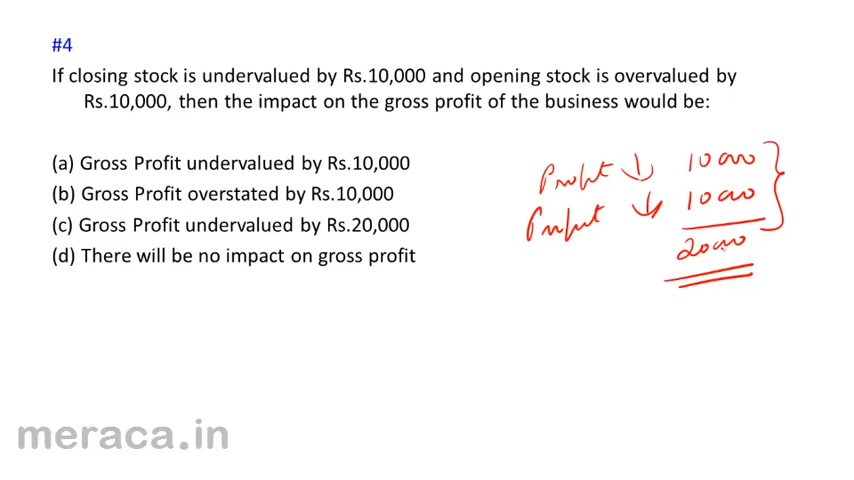 #4
If closing stock is undervalued by Rs.10,000 and opening stock is overvalued by
Rs.10,000, then the impact on the gross profit of the business would be:
(a) Gross Profit undervalued by Rs.10,000
(b) Gross Profit overstated by Rs.10,000
(c) Gross Profit undervalued by Rs.20,000
(d) There will be no impact on gross profit
Profit ↓ 10000
Profit ↓ 10000
20000
meraca.in